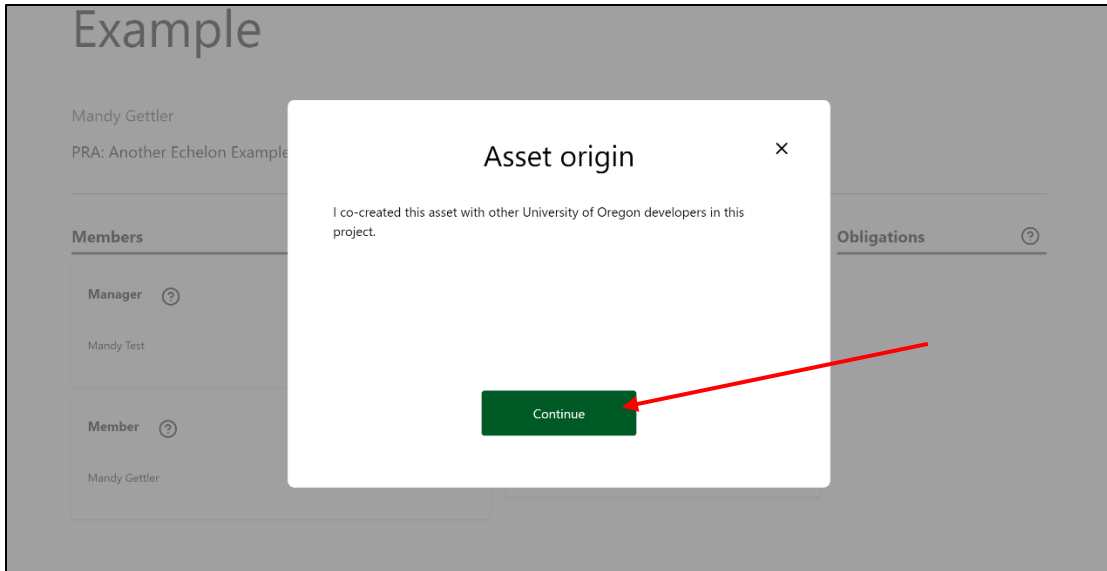 Example
Mandy Gettler
PRA: Another Echelon Example
Asset origin
I co-created this asset with other University of Oregon developers in this
project.
Continue
Members
Manager
Mandy Test
Member
Mandy Gettler
Obligations